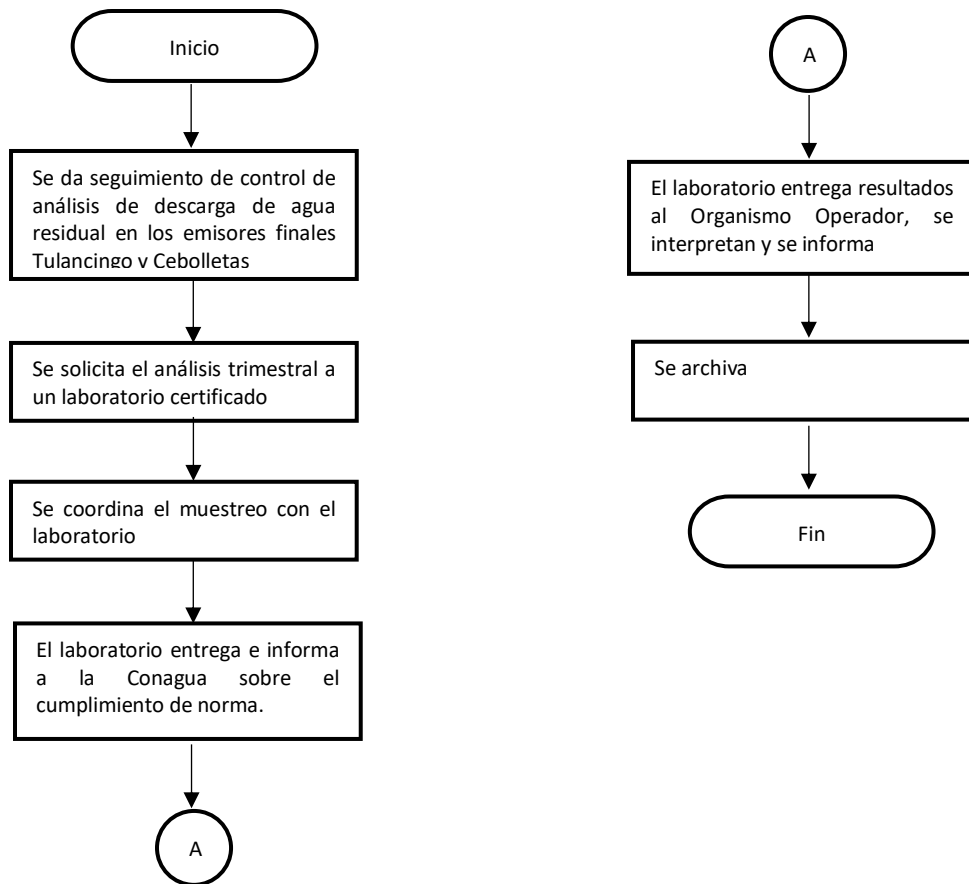 Inicio
Se da seguimiento de control de
análisis de descarga de agua
residual en los emisores finales
Tulancingo y Cebolletas
Se solicita el análisis trimestral a
un laboratorio certificado
Se coordina el muestreo con el
laboratorio
El laboratorio entrega e informa
a la Conagua sobre el
cumplimiento de norma.
A
A
El laboratorio entrega resultados
al Organismo Operador, se
interpretan y se informa
Se archiva
Fin